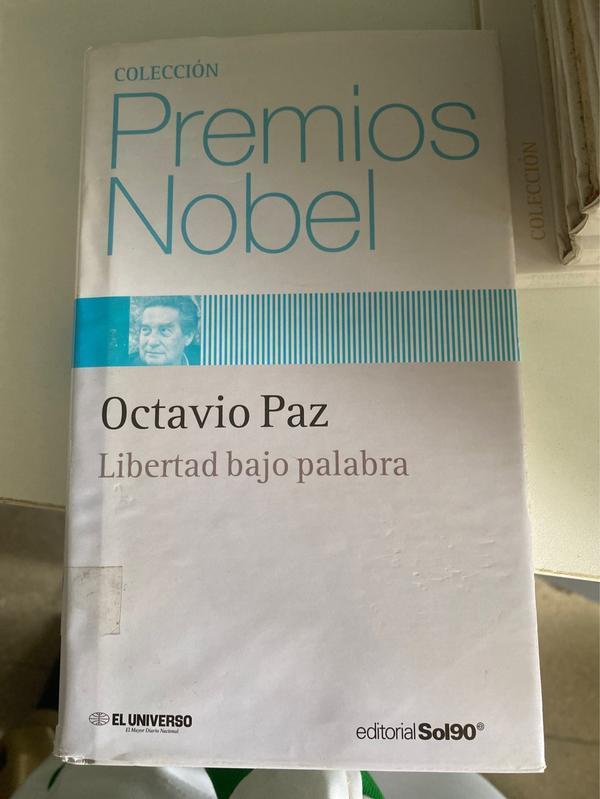 COLECCIÓN
Premios
Nobel
Octavio Paz
Libertad bajo palabra
EL UNIVERSO
El Mayor Diario Nacional
editorial Sol90
COLECCIÓN